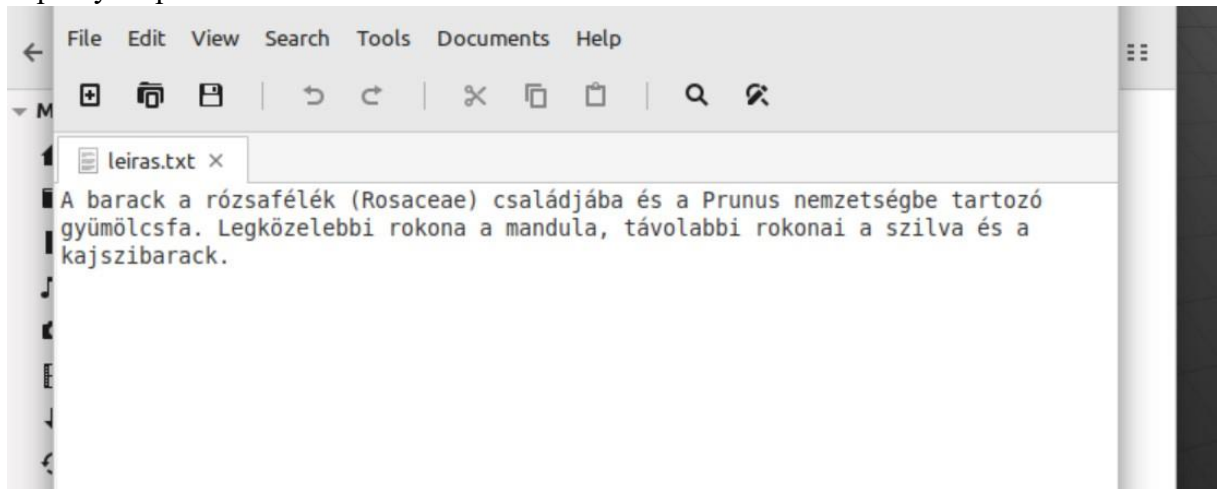 File Edit View Search Tools Documents Help
M
leiras.txt
A barack a rózsafélék (Rosaceae) családjába és a Prunus nemzetségbe tartozó
gyümölcsfa. Legközelebbi rokona a mandula, távolabbi rokonai a szilva és a
kajszibarack.